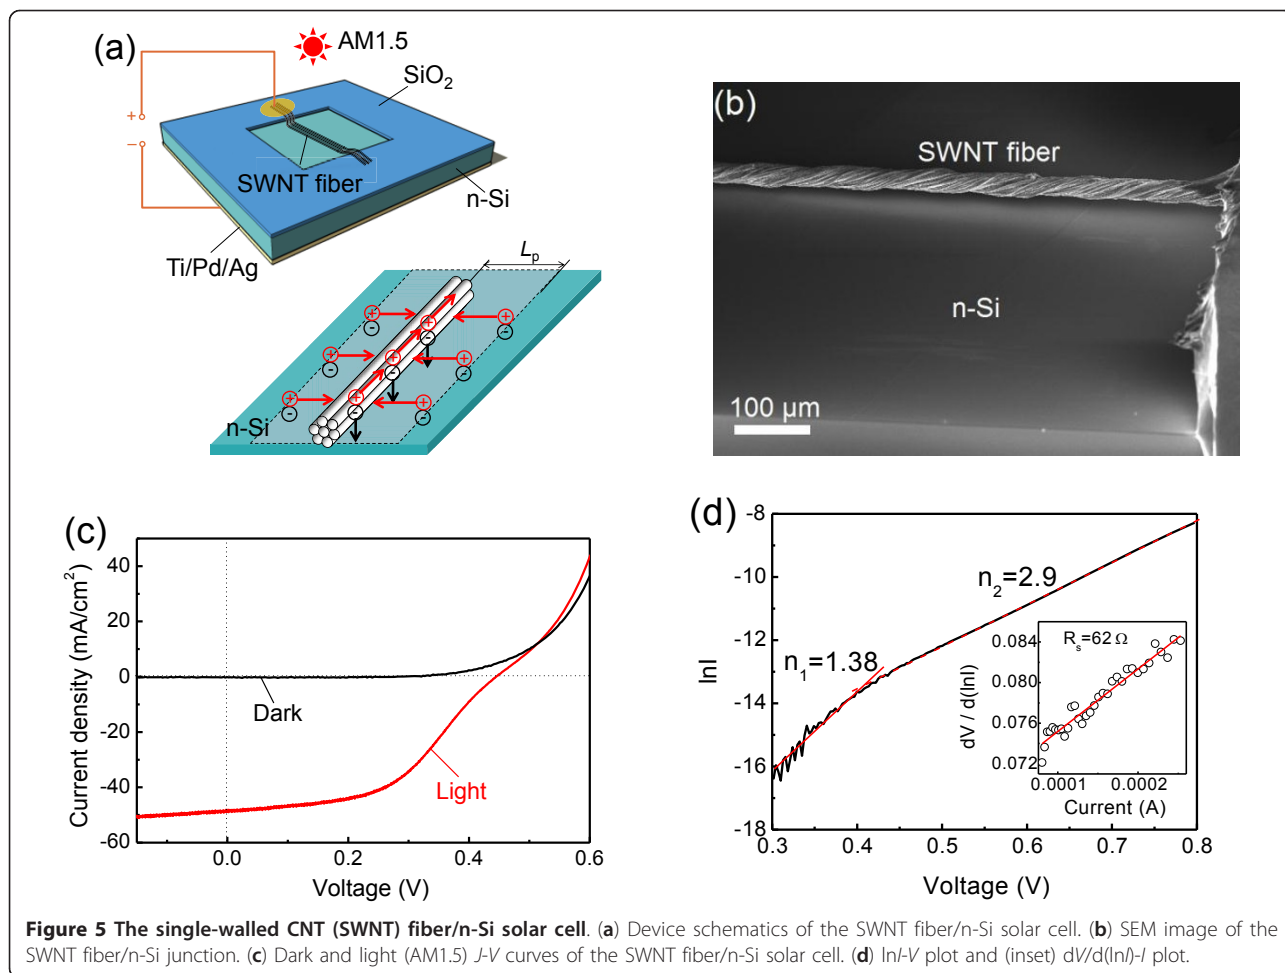 (a)
AM1.5
SiO2
+
−
SWNT fiber
n-Si
Ti/Pd/Ag
Lp
+ + + + + + + + +
- - - - - - - - -
n-Si
(b)
SWNT fiber
n-Si
100 µm
(c)
Current density (mA/cm2)
40
20
0
-20
-40
-60
Dark
Light
0.0 0.2 0.4 0.6
Voltage (V)
(d)
lnI
-8
-10
-12
-14
-16
-18
n1=1.38
n2=2.9
Rs=62 Ω
dV / d(lnI)
0.084
0.080
0.076
0.072
0.0001 0.0002
Current (A)
0.3 0.4 0.5 0.6 0.7 0.8
Voltage (V)
Figure 5 The single-walled CNT (SWNT) fiber/n-Si solar cell. (a) Device schematics of the SWNT fiber/n-Si solar cell. (b) SEM image of the
SWNT fiber/n-Si junction. (c) Dark and light (AM1.5) J-V curves of the SWNT fiber/n-Si solar cell. (d) lnI-V plot and (inset) dV/d(lnI)-I plot.